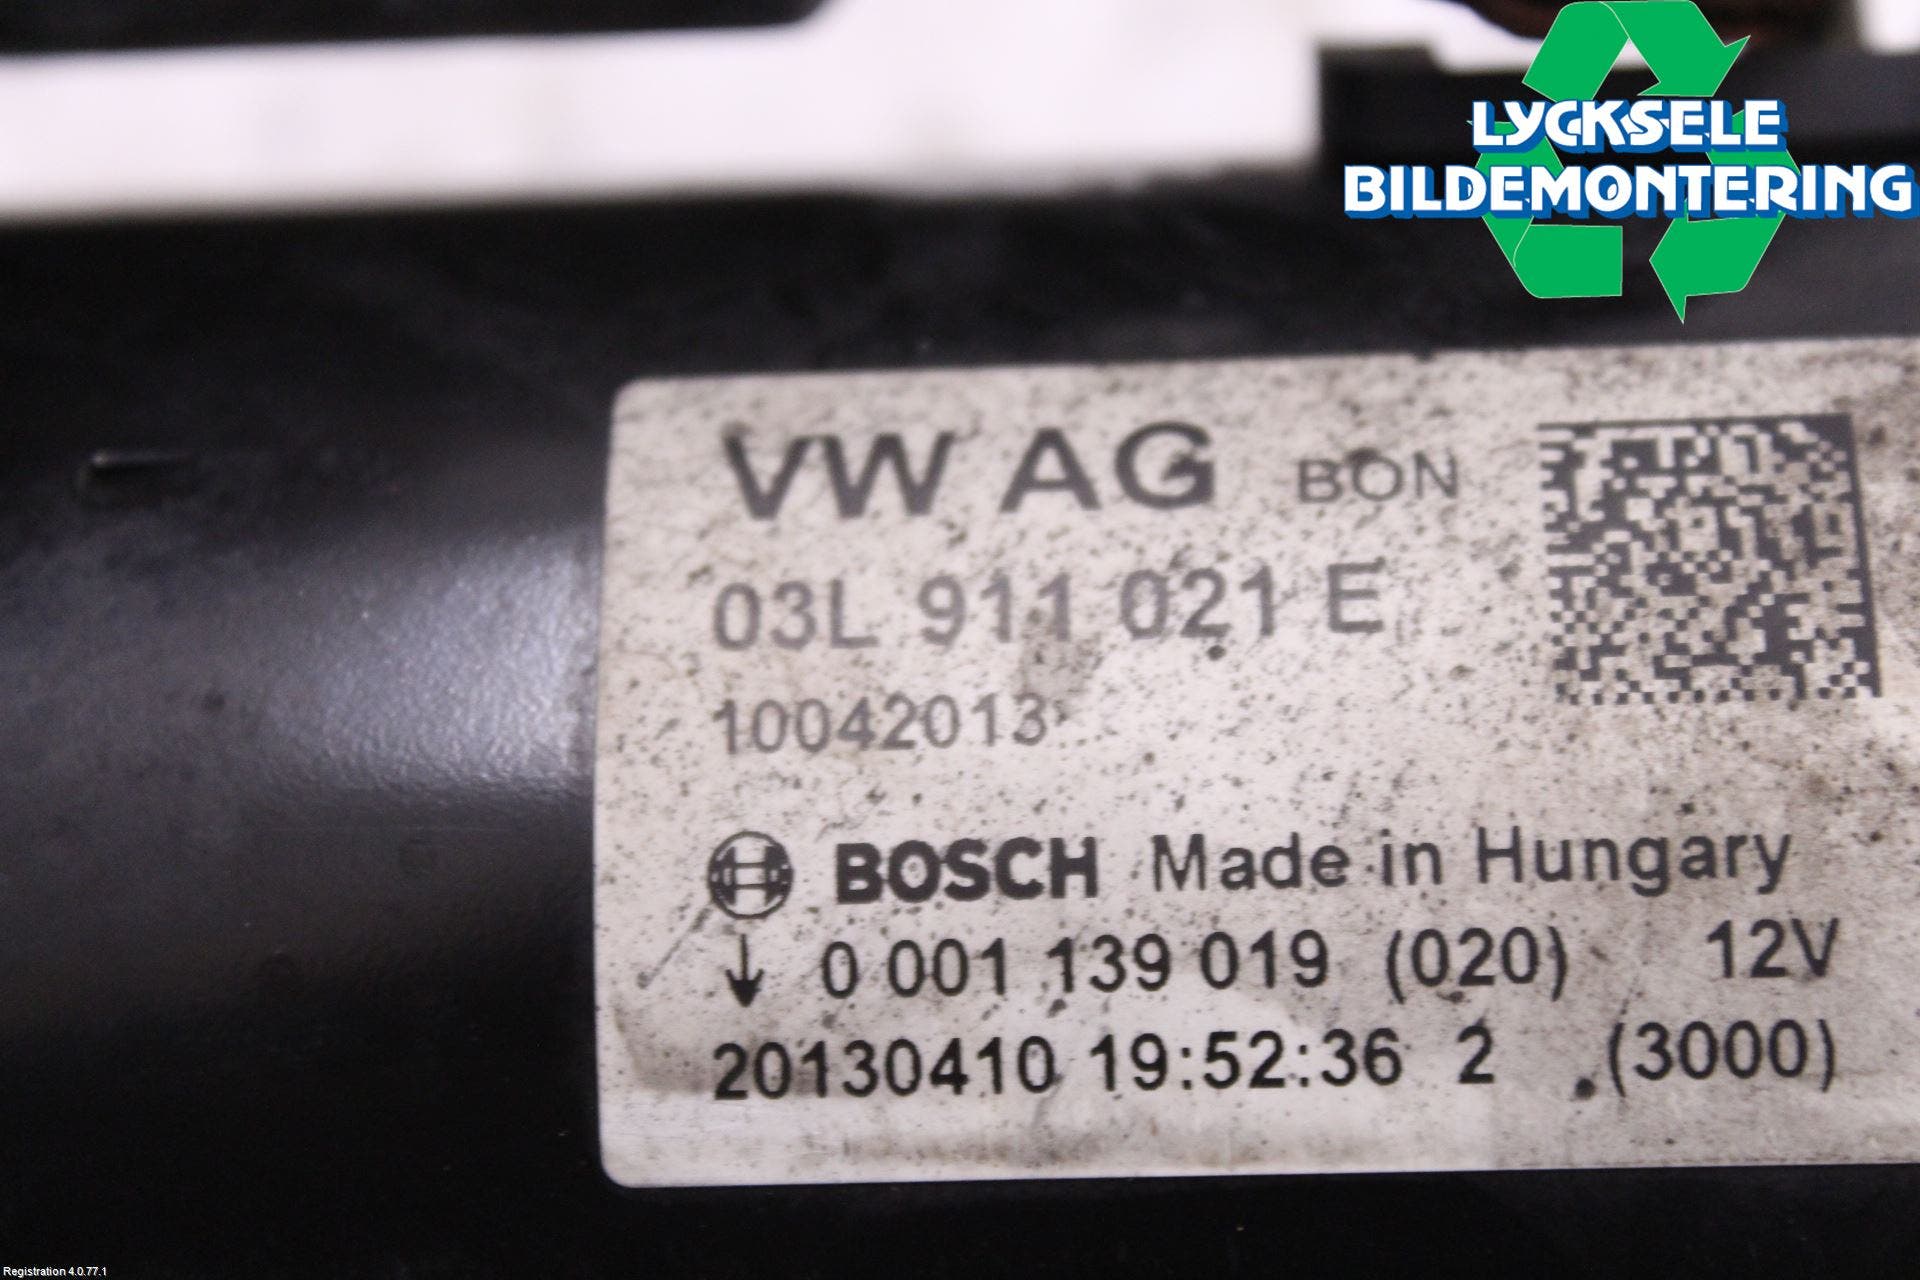 LYCKSELE
BILDEMONTERING
VW AG BON
03L 911 021 E
10042013
BOSCH Made in Hungary
↓ 0 001 139 019 (020) 12V
20130410 19:52:36 2 (3000)
Registration 4.0.77.1